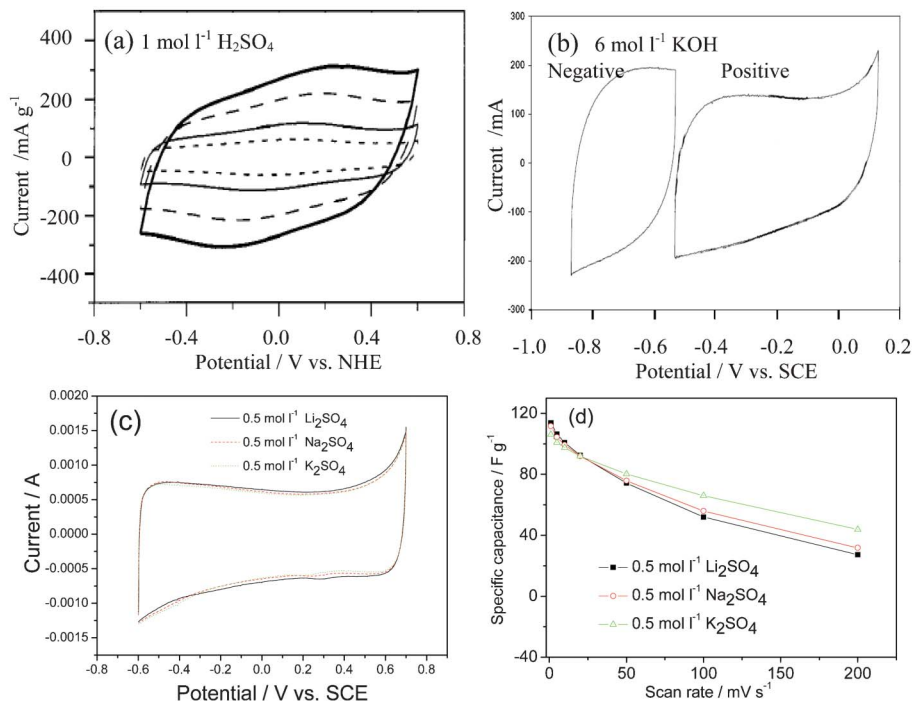 (a) 1 mol l⁻¹ H₂SO₄
400
200
0
-200
-400
Current /mA g⁻¹
-0.8 -0.4 0.0 0.4 0.8
Potential / V vs. NHE
(b) 6 mol l⁻¹ KOH
Negative Positive
300
200
100
0
-100
-200
-300
Current /mA
-1.0 -0.8 -0.6 -0.4 -0.2 0.0 0.2
Potential / V vs. SCE
(c)
0.5 mol l⁻¹ Li₂SO₄
0.5 mol l⁻¹ Na₂SO₄
0.5 mol l⁻¹ K₂SO₄
0.0020
0.0015
0.0010
0.0005
0.0000
-0.0005
-0.0010
-0.0015
Current / A
-0.8 -0.6 -0.4 -0.2 0.0 0.2 0.4 0.6 0.8
Potential / V vs. SCE
(d)
120
80
40
0
-40
Specific capacitance / F g⁻¹
0.5 mol l⁻¹ Li₂SO₄
0.5 mol l⁻¹ Na₂SO₄
0.5 mol l⁻¹ K₂SO₄
0 50 100 150 200
Scan rate / mV s⁻¹